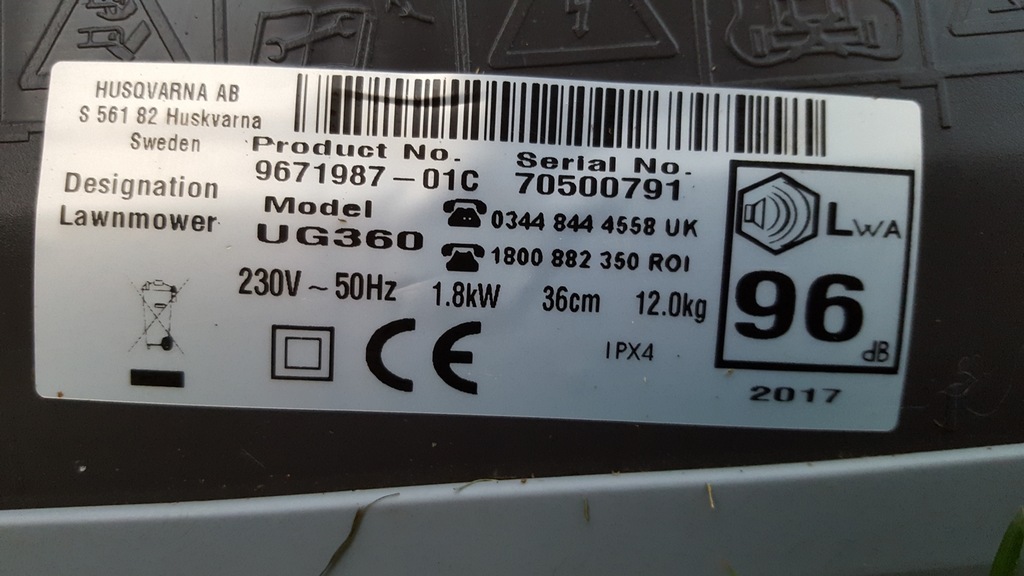 HUSQVARNA AB
S 561 82 Huskvarna
Sweden
Designation
Lawnmower
Product No.
9671987-01C
Serial No.
70500791
Model
UG360
0344 844 4558 UK
1800 882 350 ROI
230V ~ 50Hz
1.8kW
36cm
12.0kg
IPX4
CE
LWA
96
dB
2017